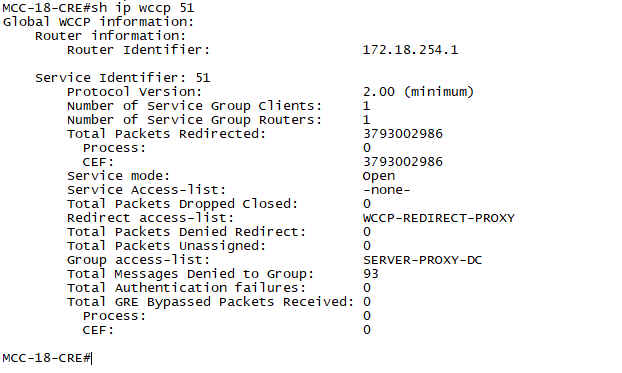 MCC-18-CRE#sh ip wccp 51
Global WCCP information:
    Router information:
        Router Identifier:                   172.18.254.1

    Service Identifier: 51
        Protocol Version:                    2.00 (minimum)
        Number of Service Group Clients:     1
        Number of Service Group Routers:     1
        Total Packets Redirected:            3793002986
          Process:                           0
          CEF:                               3793002986
        Service mode:                        Open
        Service Access-list:                 -none-
        Total Packets Dropped Closed:        0
        Redirect access-list:                WCCP-REDIRECT-PROXY
        Total Packets Denied Redirect:       0
        Total Packets Unassigned:            0
        Group access-list:                   SERVER-PROXY-DC
        Total Messages Denied to Group:      93
        Total Authentication failures:       0
        Total GRE Bypassed Packets Received: 0
          Process:                           0
          CEF:                               0

MCC-18-CRE#